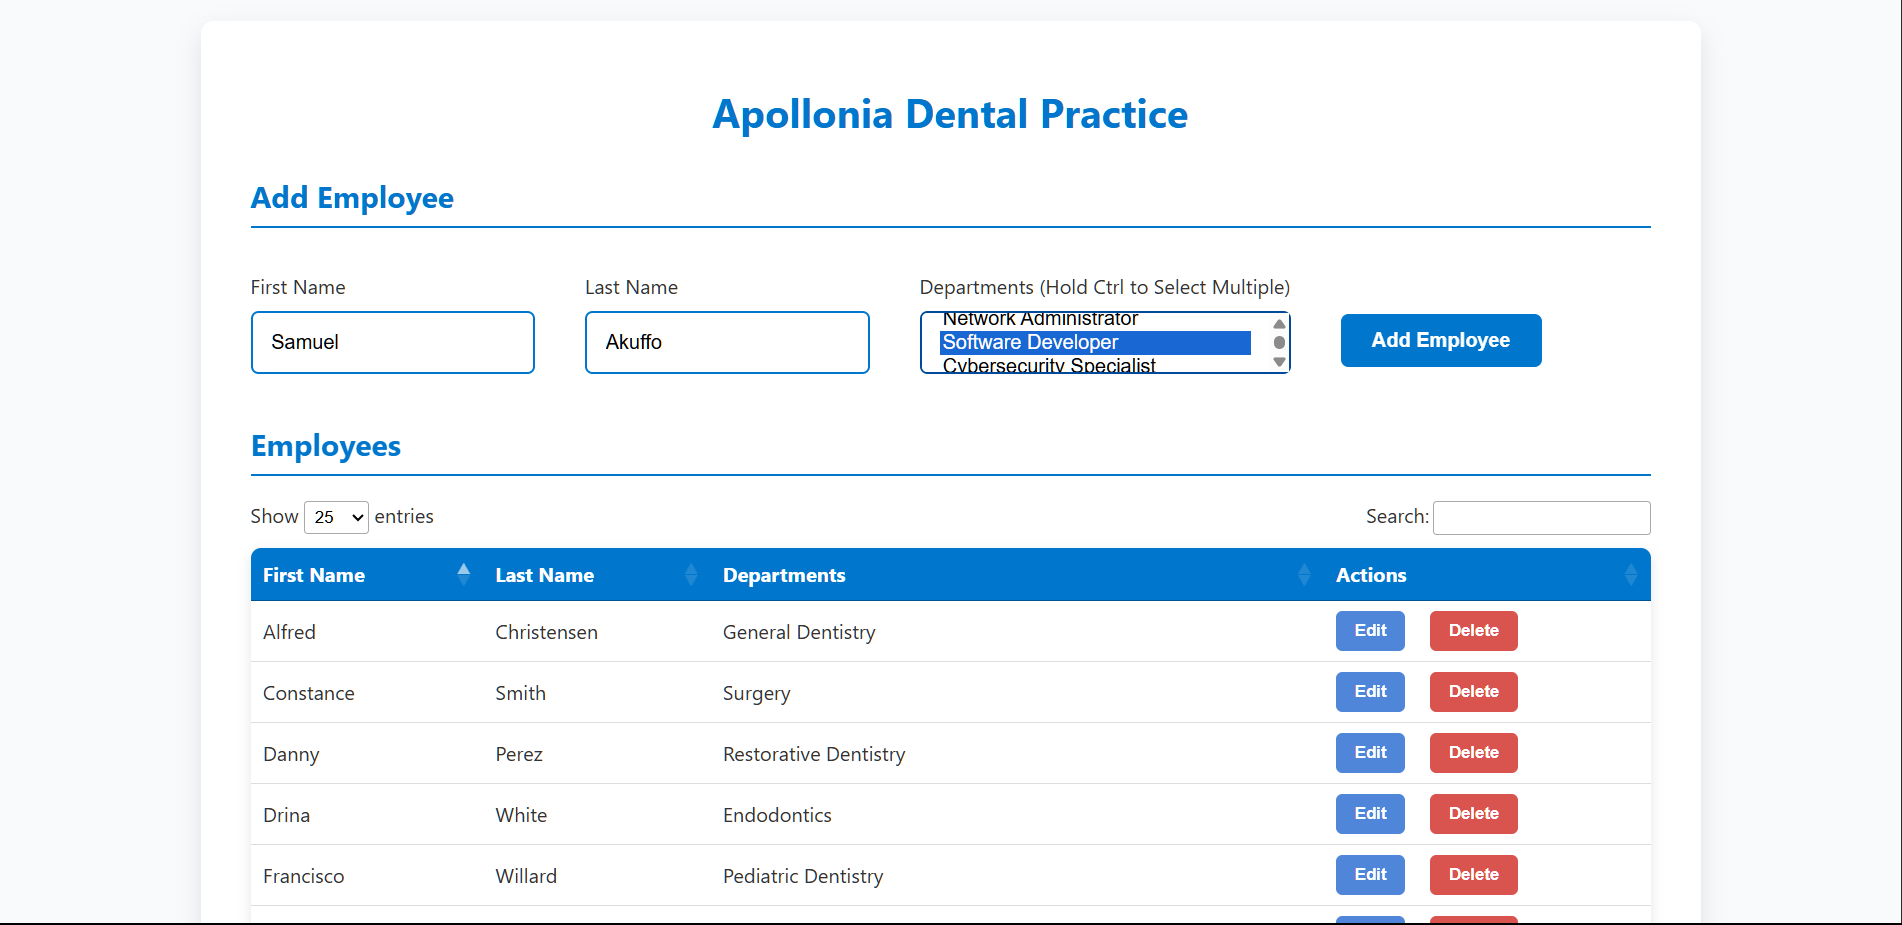 Apollonia Dental Practice
Add Employee
First Name Last Name Departments (Hold Ctrl to Select Multiple)
Network Administrator
Samuel Akuffo Software Developer Add Employee
Cybersecurity Specialist
Employees
Show 25 entries Search:
First Name Last Name Departments Actions
Alfred Christensen General Dentistry Edit Delete
Constance Smith Surgery Edit Delete
Danny Perez Restorative Dentistry Edit Delete
Drina White Endodontics Edit Delete
Francisco Willard Pediatric Dentistry Edit Delete